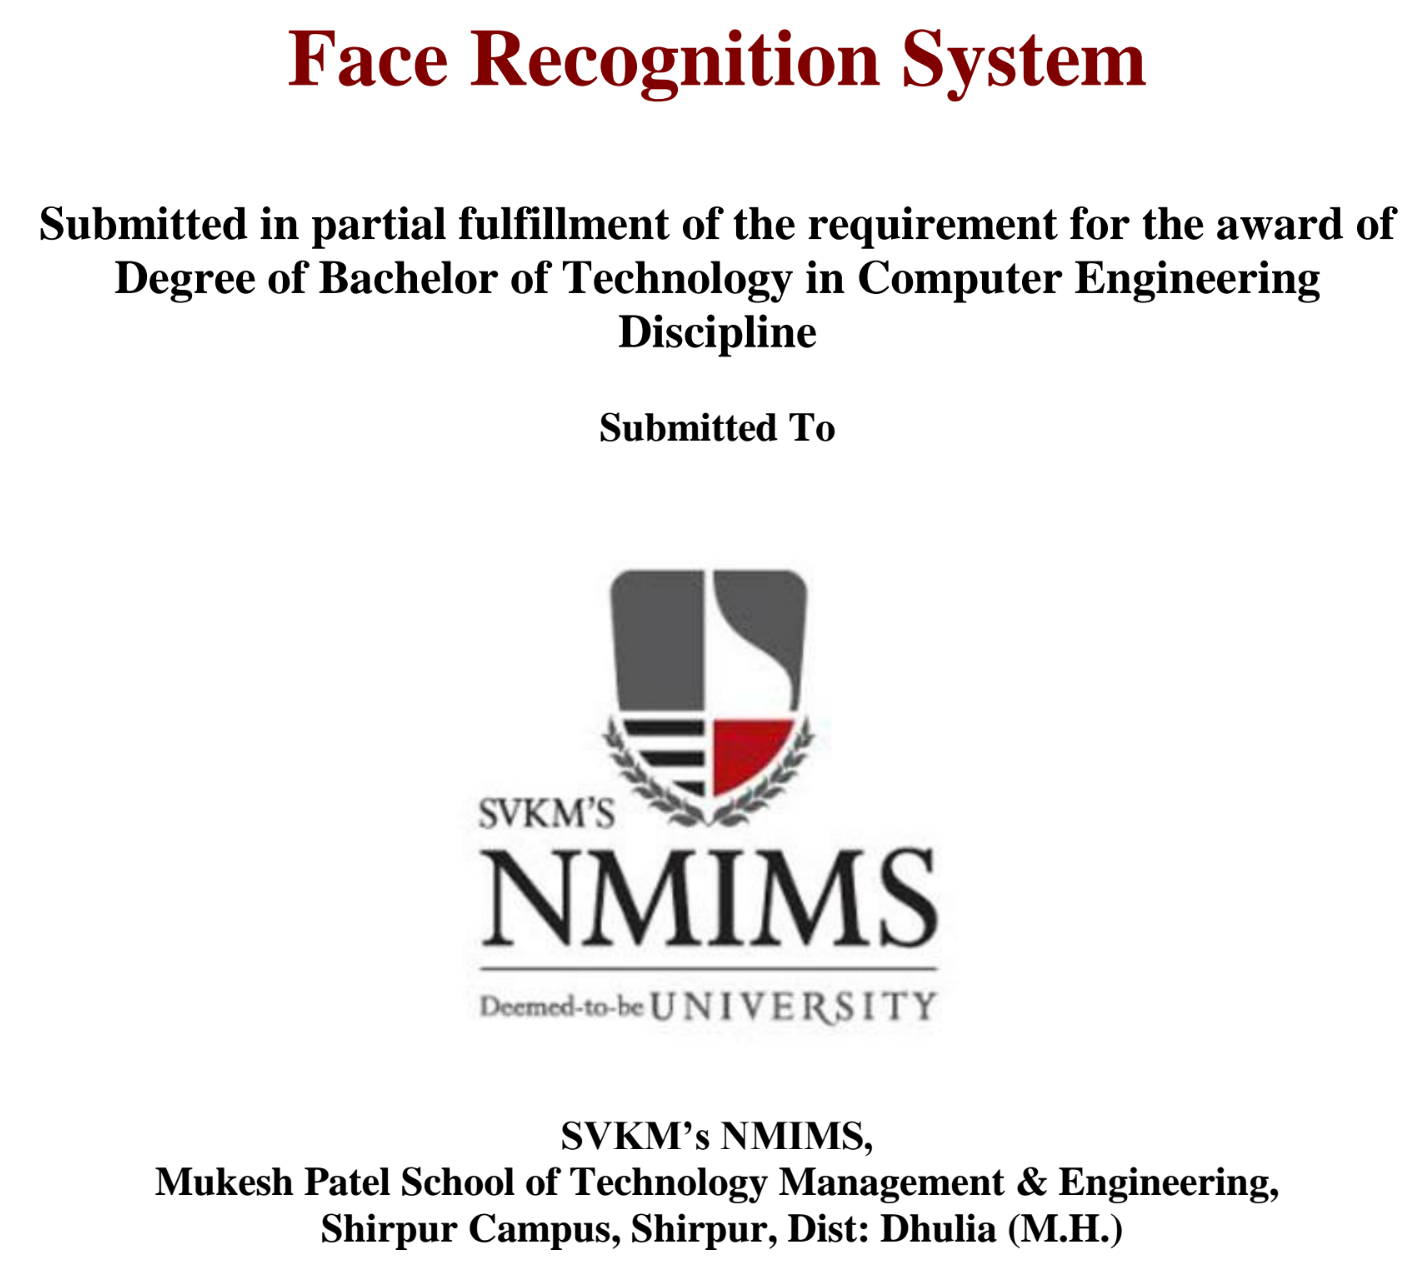 Face Recognition System
Submitted in partial fulfillment of the requirement for the award of
Degree of Bachelor of Technology in Computer Engineering
Discipline
Submitted To
SVKM'S
NMIMS
Deemed-to-be UNIVERSITY
SVKM’s NMIMS,
Mukesh Patel School of Technology Management & Engineering,
Shirpur Campus, Shirpur, Dist: Dhulia (M.H.)